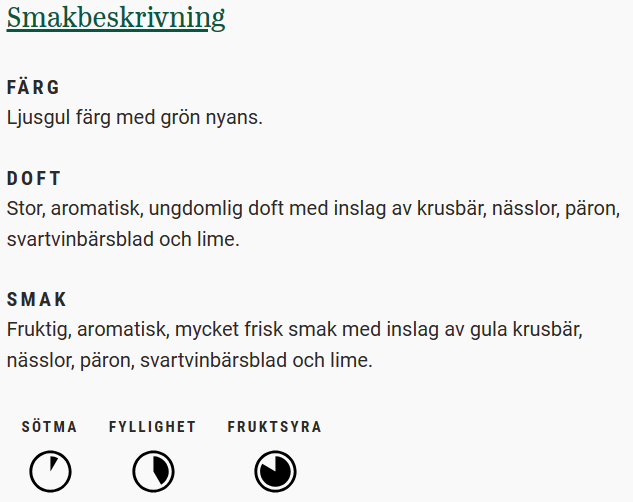 Smakbeskrivning
FÄRG
Ljusgul färg med grön nyans.
DOFT
Stor, aromatisk, ungdomlig doft med inslag av krusbär, nässlor, päron,
svartvinbärsblad och lime.
SMAK
Fruktig, aromatisk, mycket frisk smak med inslag av gula krusbär,
nässlor, päron, svartvinbärsblad och lime.
SÖTMA FYLLIGHET FRUKTSYRA